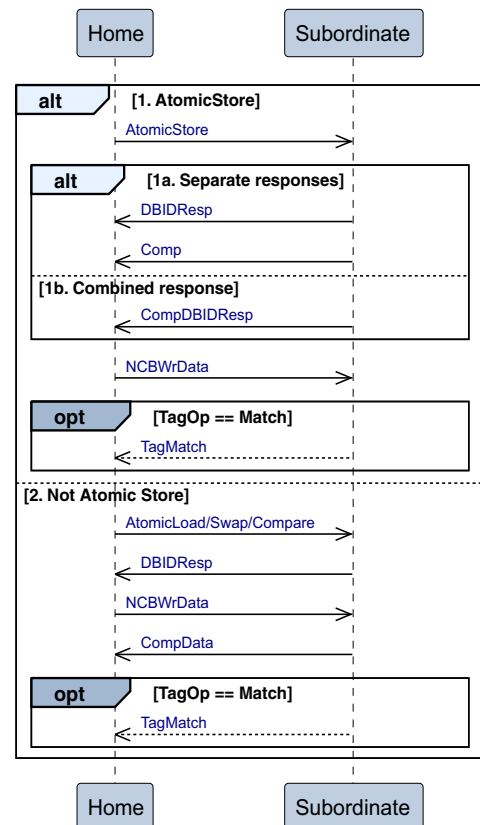 Home Subordinate
alt [1. AtomicStore]
AtomicStore
alt [1a. Separate responses]
DBIDResp
Comp
[1b. Combined response]
CompDBIDResp
NCBWrData
opt [TagOp == Match]
TagMatch
[2. Not Atomic Store]
AtomicLoad/Swap/Compare
DBIDResp
NCBWrData
CompData
opt [TagOp == Match]
TagMatch
Home Subordinate